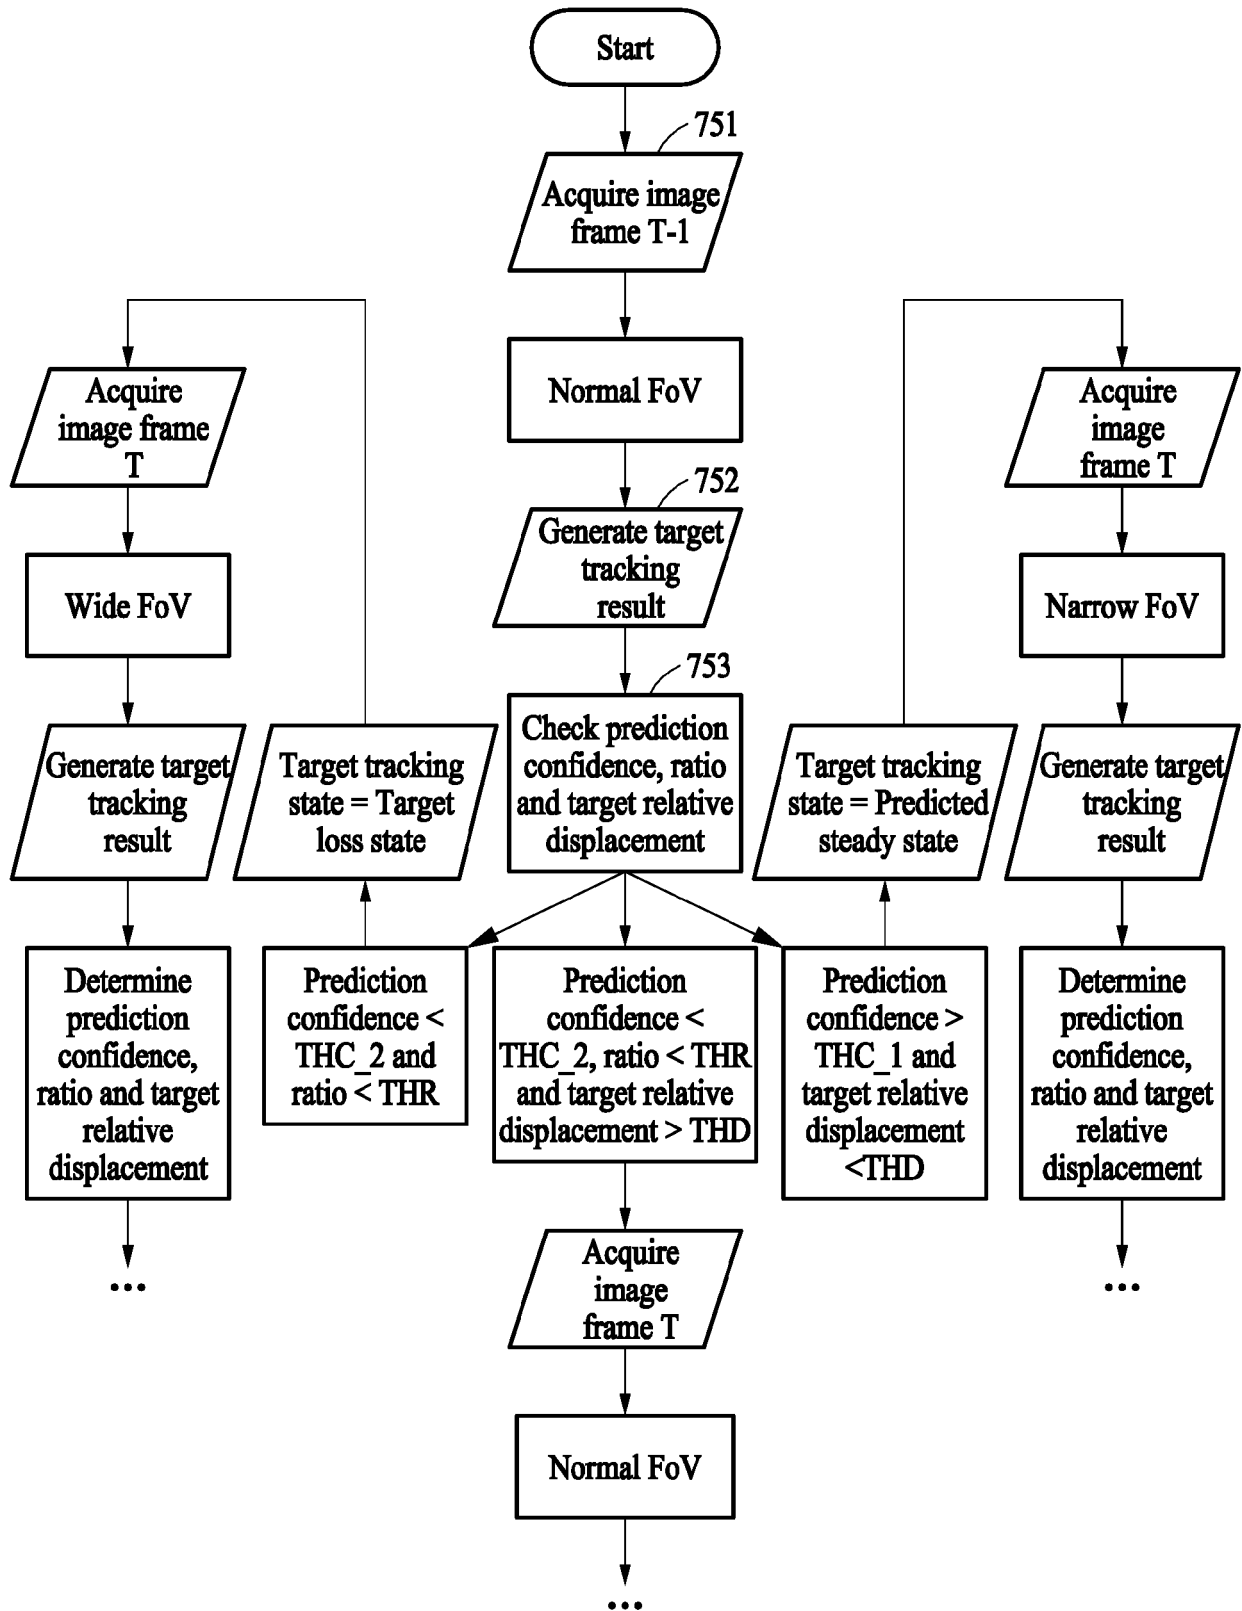 Start
751
Acquire image
frame T-1
Normal FoV
752
Generate target
tracking
result
753
Check prediction
confidence, ratio
and target relative
displacement
Acquire
image frame
T
Wide FoV
Generate target
tracking
result
Determine
prediction
confidence,
ratio and target
relative
displacement
...
Target tracking
state = Target
loss state
Prediction
confidence <
THC_2 and
ratio < THR
Prediction
confidence <
THC_2, ratio < THR
and target relative
displacement > THD
Acquire
image
frame T
Normal FoV
...
Target tracking
state = Predicted
steady state
Prediction
confidence >
THC_1 and
target relative
displacement
<THD
Acquire
image
frame T
Narrow FoV
Generate target
tracking
result
Determine
prediction
confidence,
ratio and target
relative
displacement
...